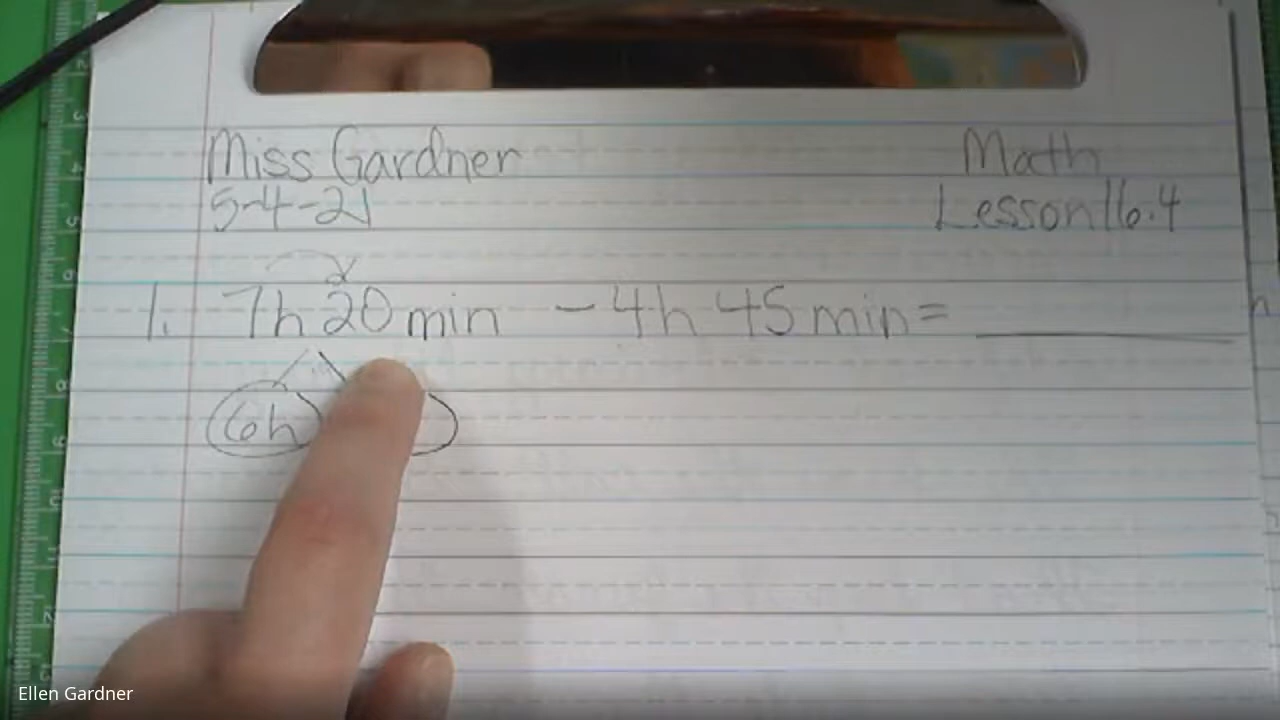 Miss Gardner Math
5-4-21 Lesson 16.4
1. 7h 20 min - 4h 45 min = ______
6h
Ellen Gardner